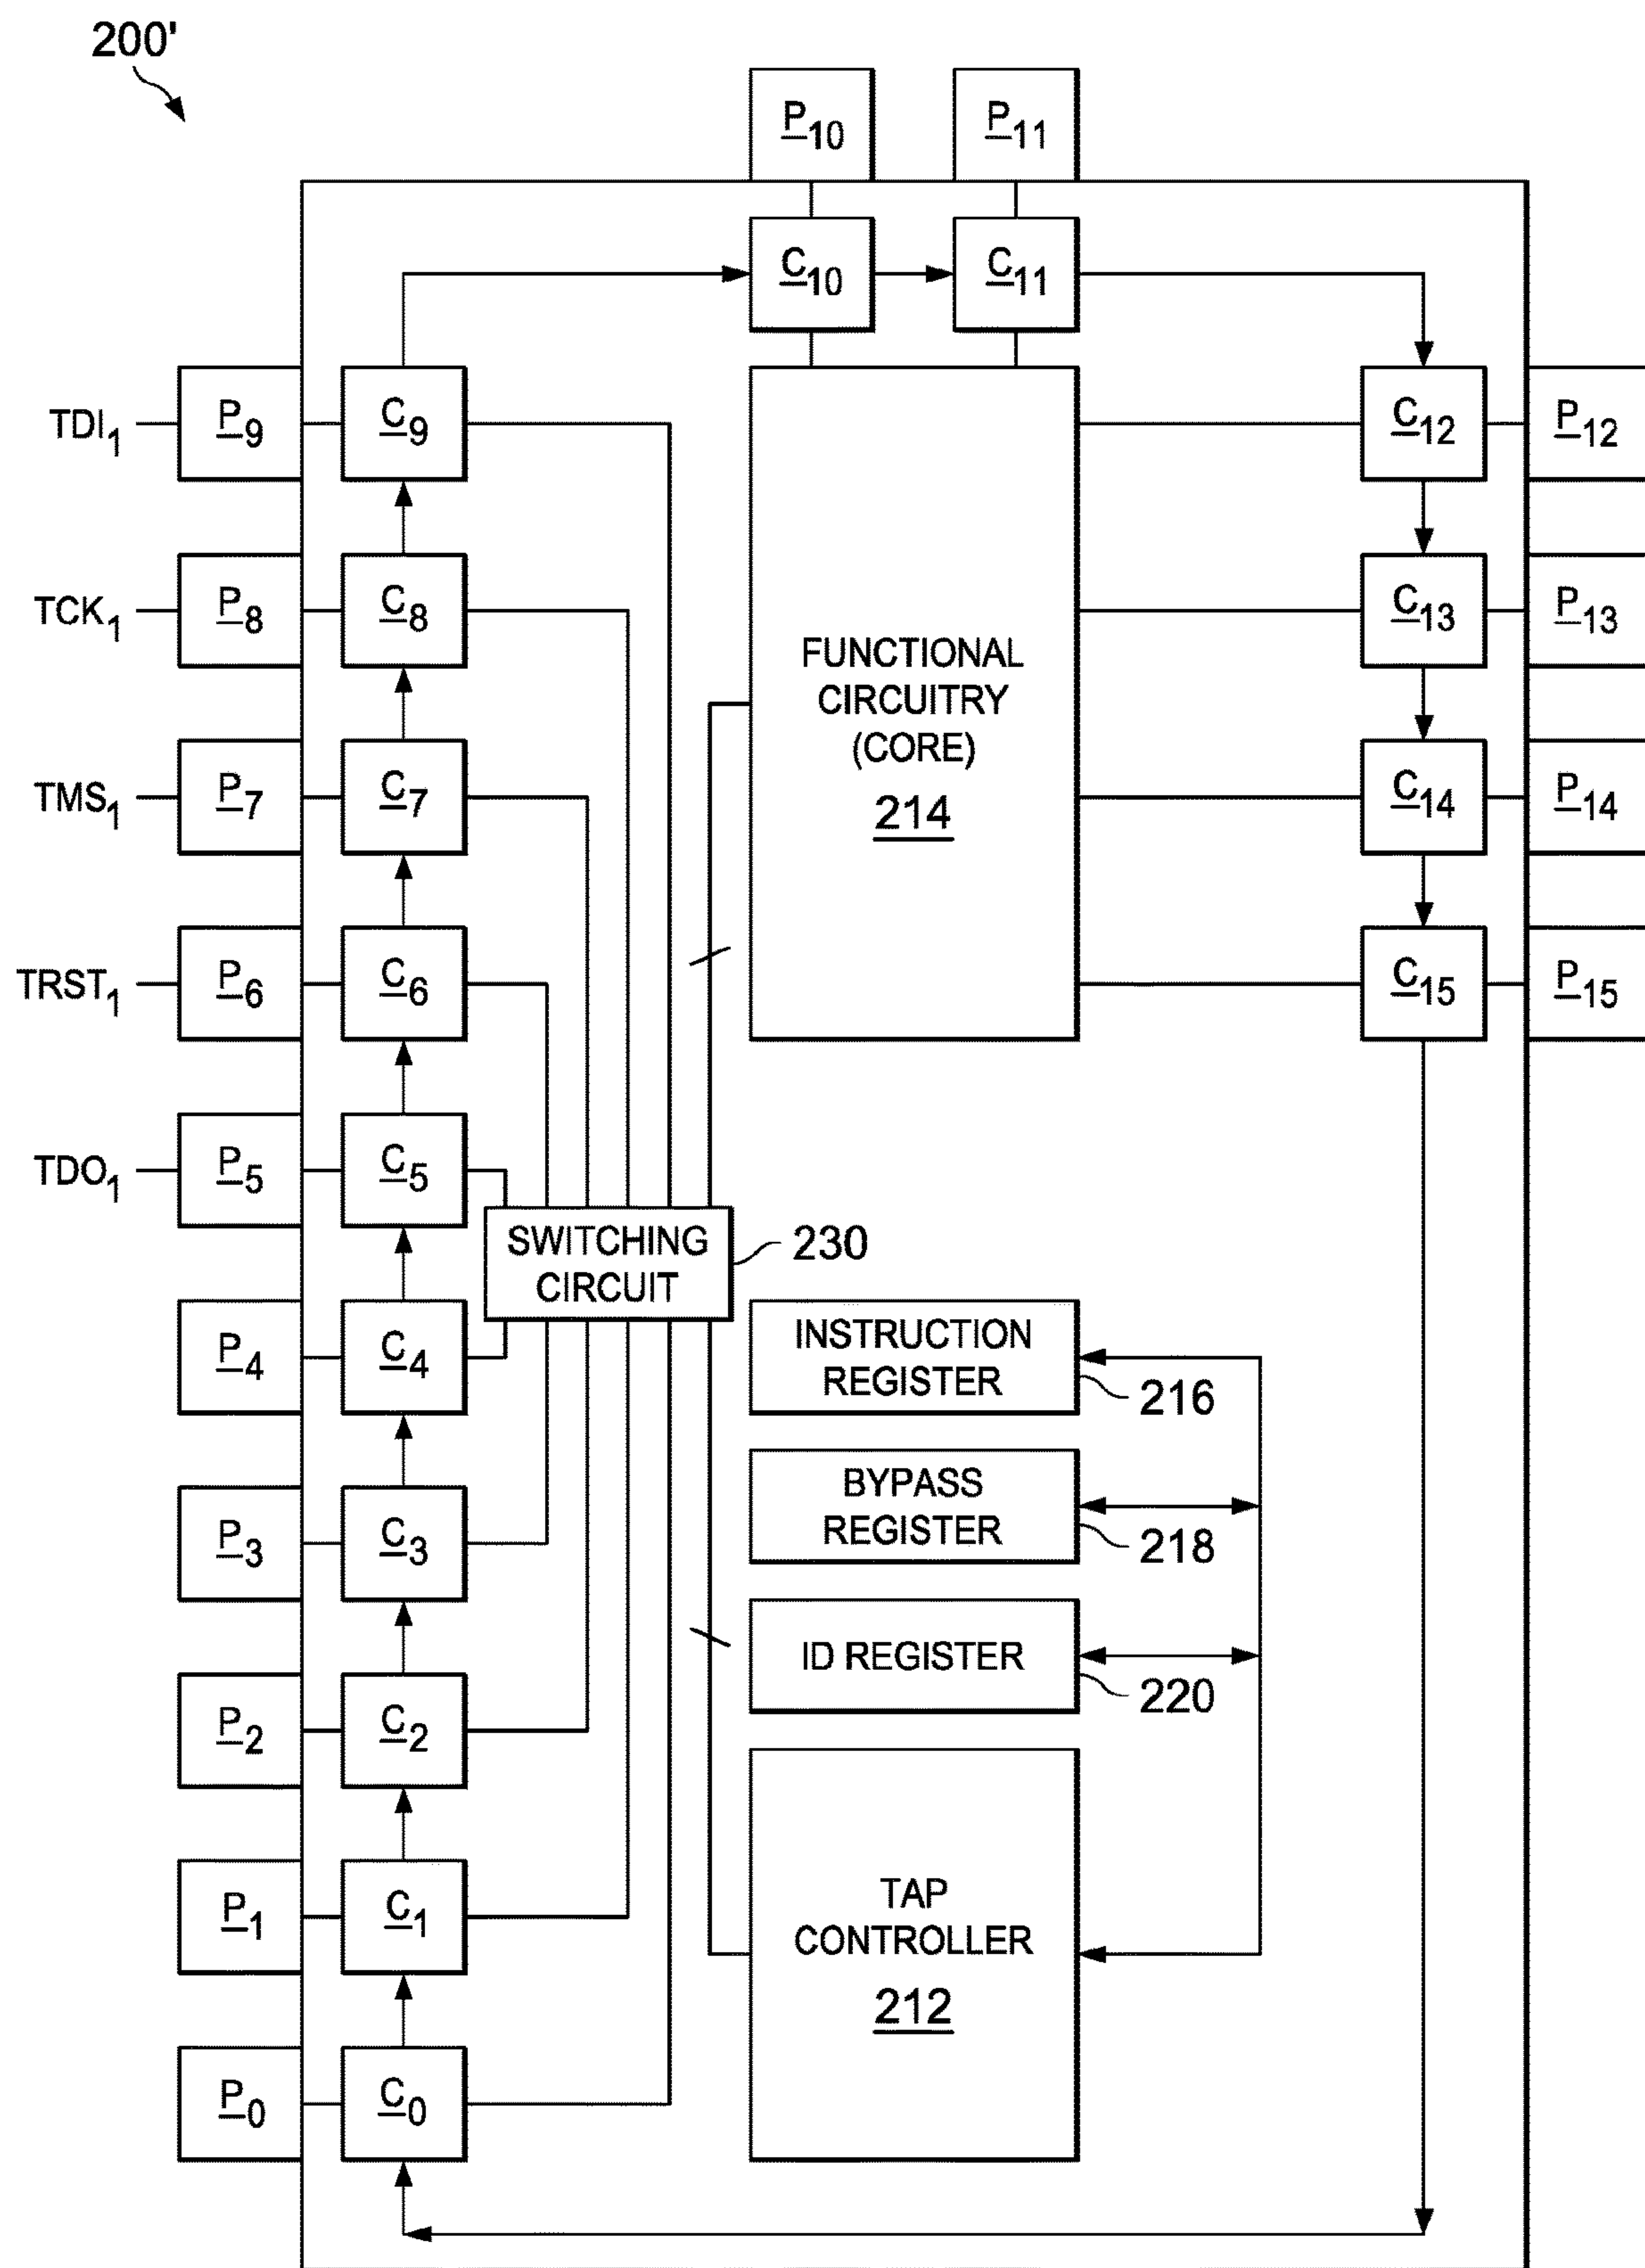 200'
P10 P11
C10 C11
TDI1 P9 C9 C12 P12
TCK1 P8 C8 C13 P13
FUNCTIONAL
CIRCUITRY
(CORE)
214
TMS1 P7 C7 C14 P14
TRST1 P6 C6 C15 P15
TDO1 P5 C5
SWITCHING
CIRCUIT
230
P4 C4
INSTRUCTION
REGISTER
216
P3 C3
BYPASS
REGISTER
218
ID REGISTER
220
P2 C2
P1 C1
TAP
CONTROLLER
212
P0 C0